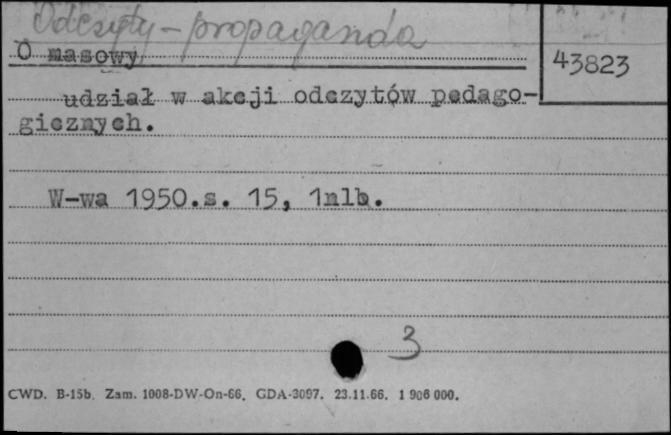 Odczyty – propaganda
O masowy
43823
udział w akcji odczytów pedago-
gicznych.
W-wa 1950.s. 15, 1nlb.
3
CWD. B-15b. Zam. 1008-DW-On-66. GDA-3097. 23.11.66. 1 906 000.